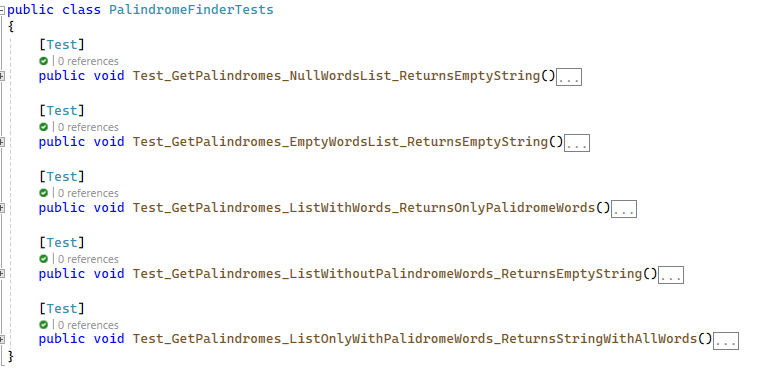 public class PalindromeFinderTests
{
[Test]
| 0 references
public void Test_GetPalindromes_NullWordsList_ReturnsEmptyString()...
[Test]
| 0 references
public void Test_GetPalindromes_EmptyWordsList_ReturnsEmptyString()...
[Test]
| 0 references
public void Test_GetPalindromes_ListWithWords_ReturnsOnlyPalidromeWords()...
[Test]
| 0 references
public void Test_GetPalindromes_ListWithoutPalindromeWords_ReturnsEmptyString()...
[Test]
| 0 references
public void Test_GetPalindromes_ListOnlyWithPalidromeWords_ReturnsStringWithAllWords()...
}